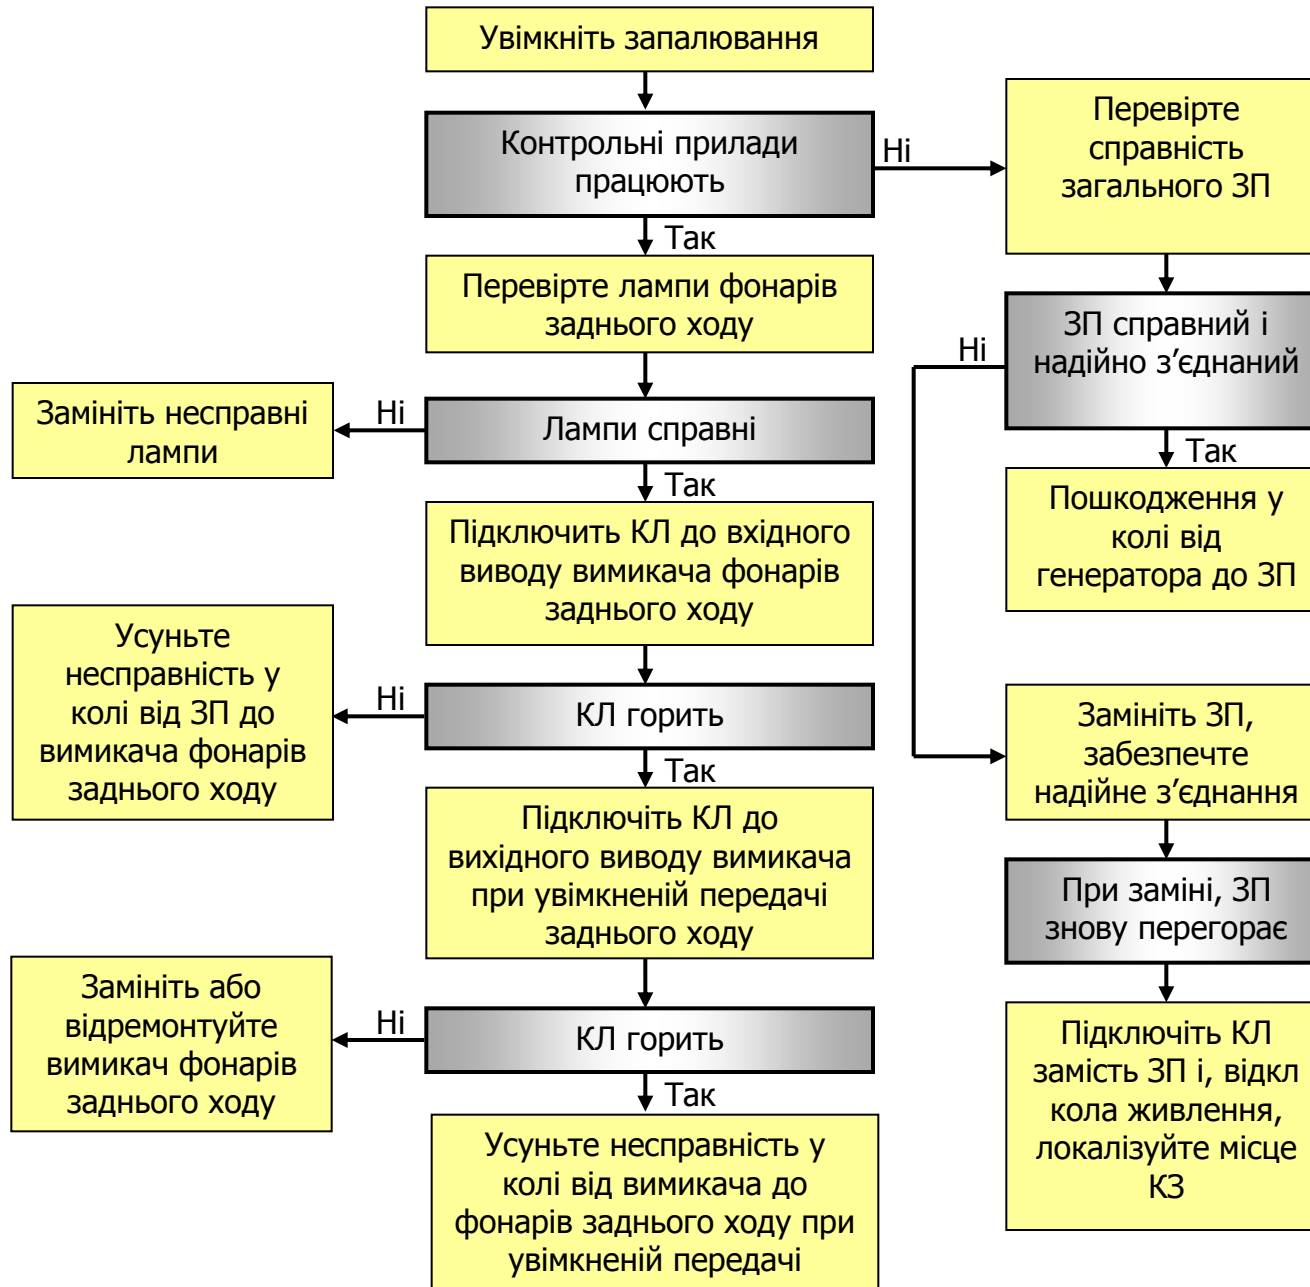 Увімкніть запалювання
Контрольні прилади
працюють
Ні
Перевірте
справність
загального ЗП
Так
Перевірте лампи фонарів
заднього ходу
ЗП справний і
надійно з’єднаний
Ні
Замініть несправні
лампи
Ні
Лампи справні
Так
Так
Підключить КЛ до вхідного
виводу вимикача фонарів
заднього ходу
Пошкодження у
колі від
генератора до ЗП
Усуньте
несправність у
колі від ЗП до
вимикача фонарів
заднього ходу
Ні
КЛ горить
Так
Замініть ЗП,
забезпечте
надійне з’єднання
Підключіть КЛ до
вихідного виводу вимикача
при увімкненій передачі
заднього ходу
При заміні, ЗП
знову перегорає
Замініть або
відремонтуйте
вимикач фонарів
заднього ходу
Ні
КЛ горить
Так
Підключіть КЛ
замість ЗП і, відкл
кола живлення,
локалізуйте місце
КЗ
Усуньте несправність у
колі від вимикача до
фонарів заднього ходу при
увімкненій передачі